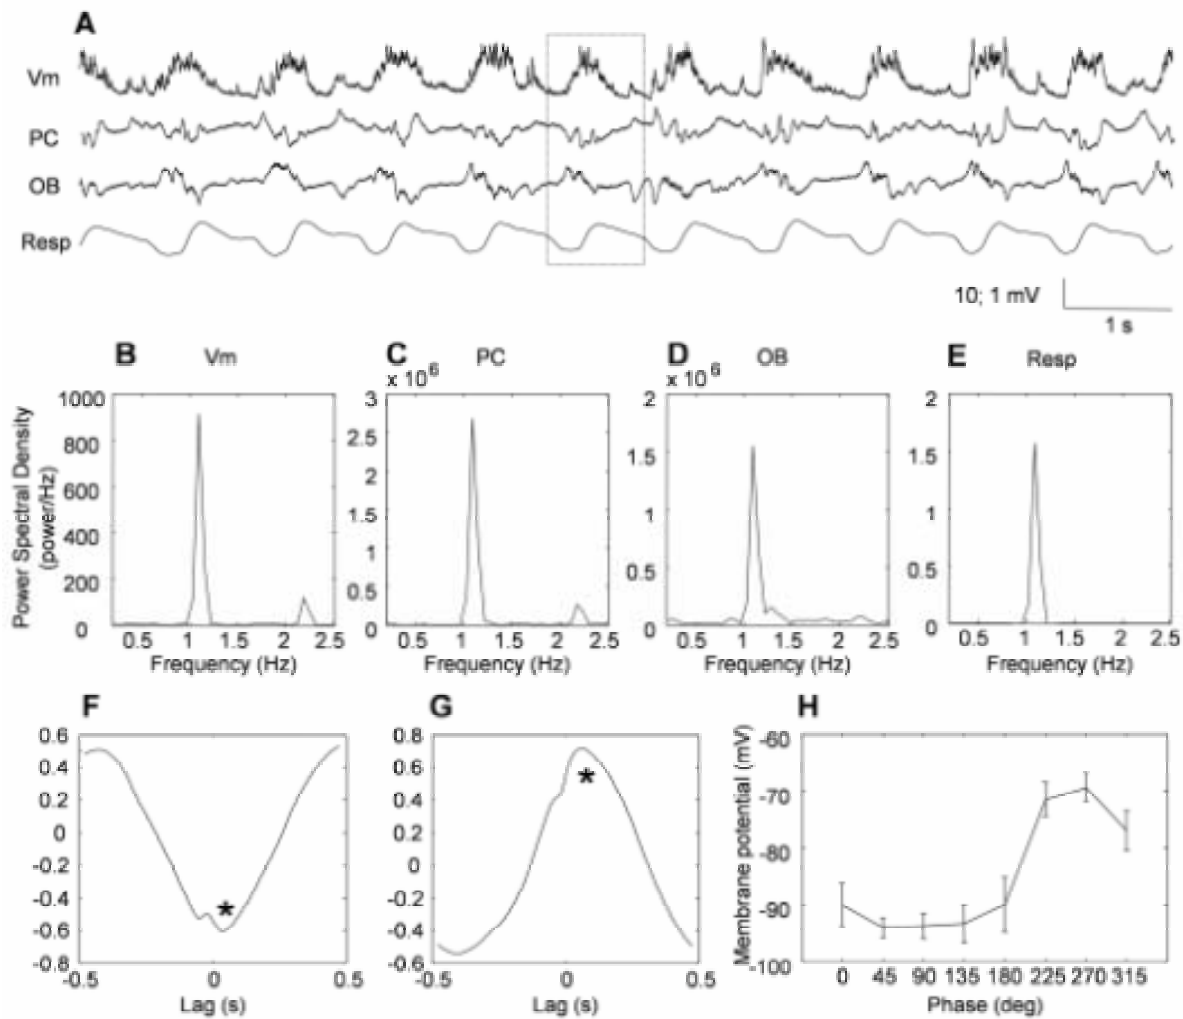 A
Vm
PC
OB
Resp
10; 1 mV
1 s
B Vm
C PC
D OB
E Resp
x 10⁶
x 10⁶
Power Spectral Density
(power/Hz)
1000 3 2 2
800 2.5 1.5 1.5
600 2 1 1
400 1.5 0.5 0.5
200 1 0 0
0 0.5
0
0.5 1 1.5 2 2.5 0.5 1 1.5 2 2.5 0.5 1 1.5 2 2.5 0.5 1 1.5 2 2.5
Frequency (Hz) Frequency (Hz) Frequency (Hz) Frequency (Hz)
F G H
0.6 0.8 -60
0.4 0.6 -70
0.2 0.4 -80
0 0.2 -90
-0.2 0 -100
-0.4 -0.2
-0.6 -0.4
-0.8 -0.6
*
*
Membrane potential (mV)
-0.5 0 0.5 -0.5 0 0.5 0 45 90 135 180 225 270 315
Lag (s) Lag (s) Phase (deg)